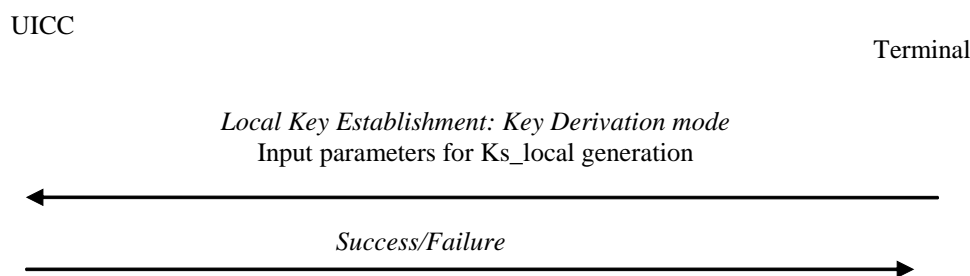 UICC
Terminal
Local Key Establishment: Key Derivation mode
Input parameters for Ks_local generation
Success/Failure